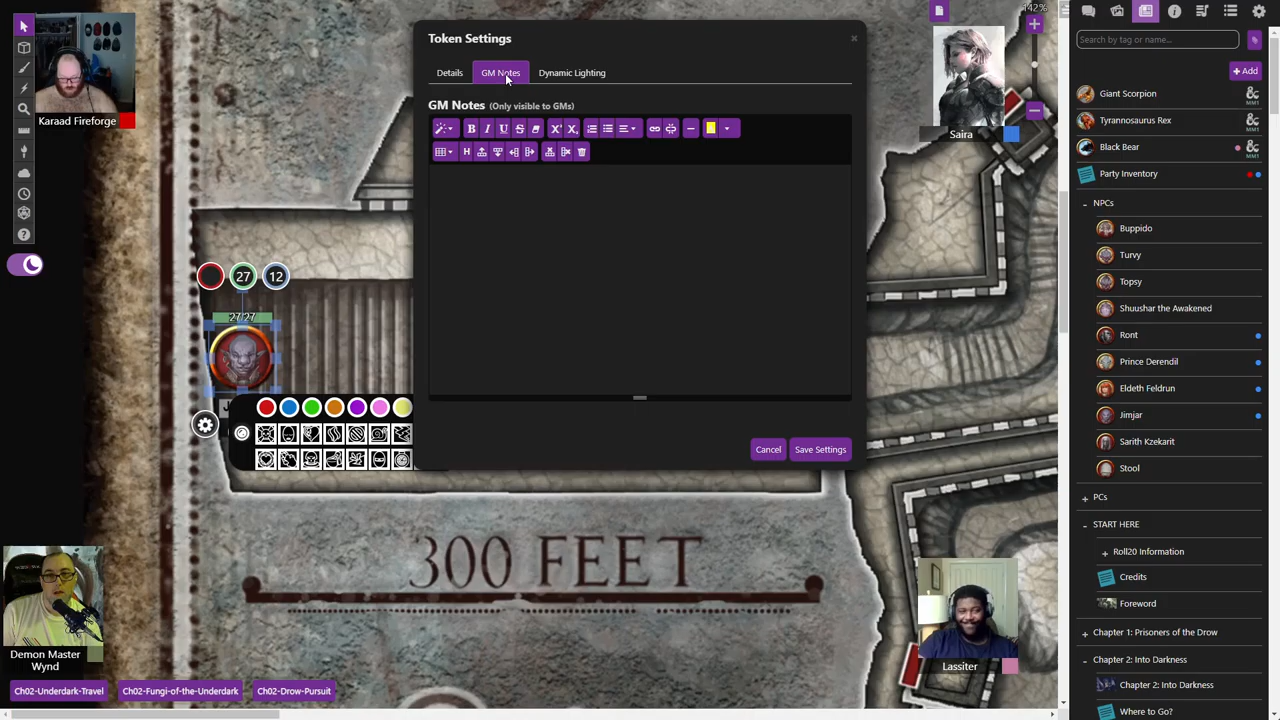 Karaad Fireforge
27
12
27/27
Token Settings
×
Details
GM Notes
Dynamic Lighting
GM Notes (Only visible to GMs)
B I U S
X X
H
Cancel
Save Settings
142%
Saira
Search by tag or name...
+ Add
Giant Scorpion
MM1
Tyrannosaurus Rex
MM1
Black Bear
MM1
Party Inventory
- NPCs
Buppido
Turvy
Topsy
Shuushar the Awakened
Ront
Prince Derendil
Eldeth Feldrun
Jimjar
Sarith Kzekarit
Stool
+ PCs
- START HERE
+ Roll20 Information
Credits
Foreword
+ Chapter 1: Prisoners of the Drow
- Chapter 2: Into Darkness
Chapter 2: Into Darkness
Where to Go?
300 FEET
Demon Master
Wynd
Lassiter
Ch02-Underdark-Travel
Ch02-Fungi-of-the-Underdark
Ch02-Drow-Pursuit